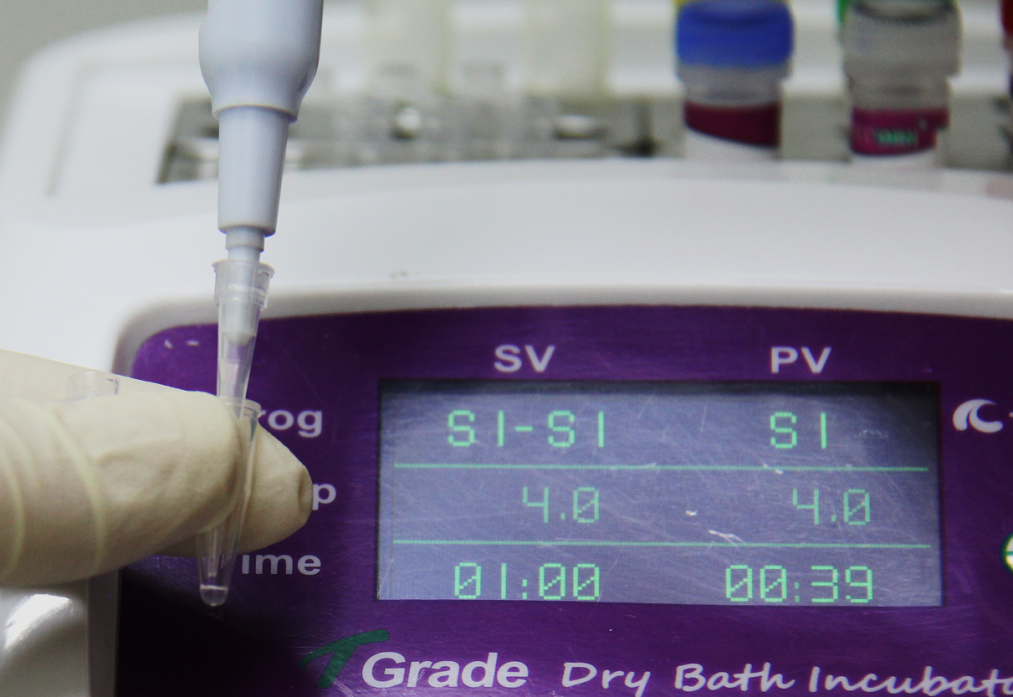 SV PV
rog S1-S1 S1
p 4.0 4.0
ime 01:00 00:39
T Grade Dry Bath Incubato